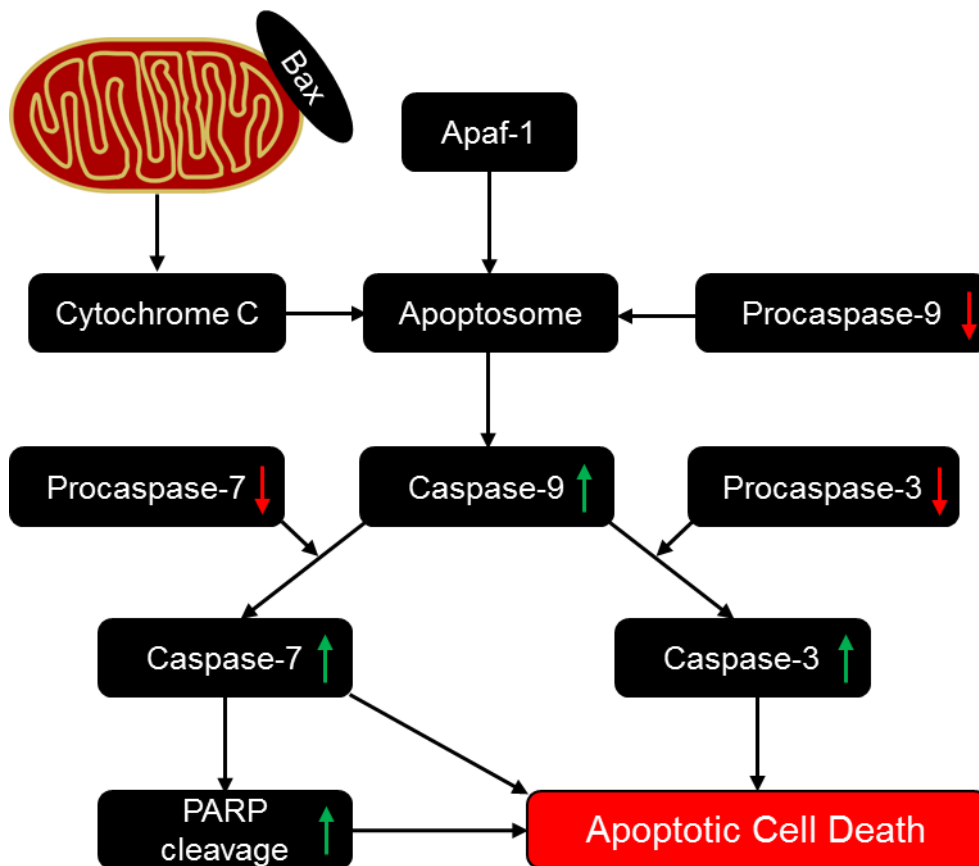 Bax
Apaf-1
Cytochrome C
Apoptosome
Procaspase-9
Procaspase-7
Caspase-9
Procaspase-3
Caspase-7
Caspase-3
PARP
cleavage
Apoptotic Cell Death